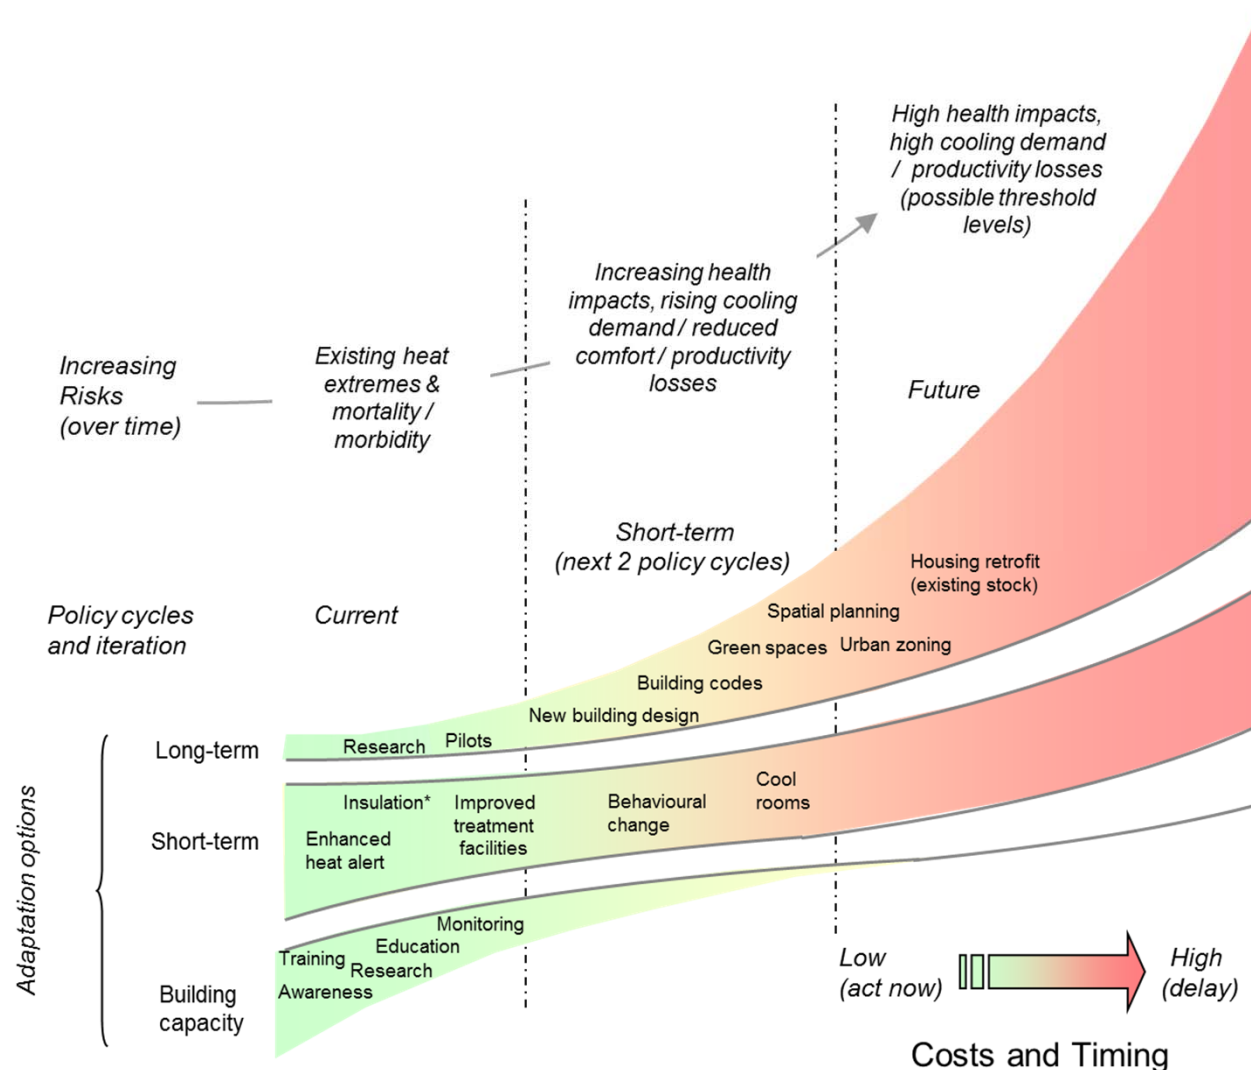 High health impacts,
high cooling demand
/ productivity losses
(possible threshold
levels)
Increasing health
impacts, rising cooling
demand / reduced
comfort / productivity
losses
Existing heat
extremes &
mortality /
morbidity
Increasing
Risks
(over time)
Future
Short-term
(next 2 policy cycles)
Policy cycles
and iteration
Current
Housing retrofit
(existing stock)
Spatial planning
Green spaces
Urban zoning
Building codes
New building design
Long-term
Research
Pilots
Adaptation options
Short-term
Insulation*
Enhanced
heat alert
Improved
treatment
facilities
Behavioural
change
Cool
rooms
Building
capacity
Monitoring
Education
Training
Research
Awareness
Low
(act now)
High
(delay)
Costs and Timing